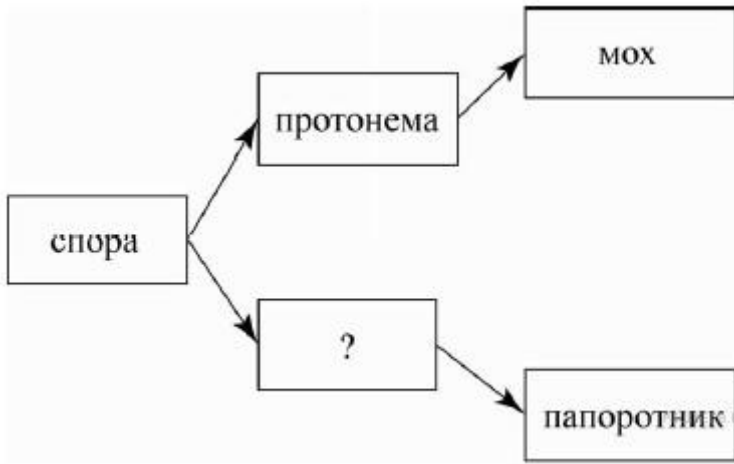 мох
протонема
спора
?
папоротник